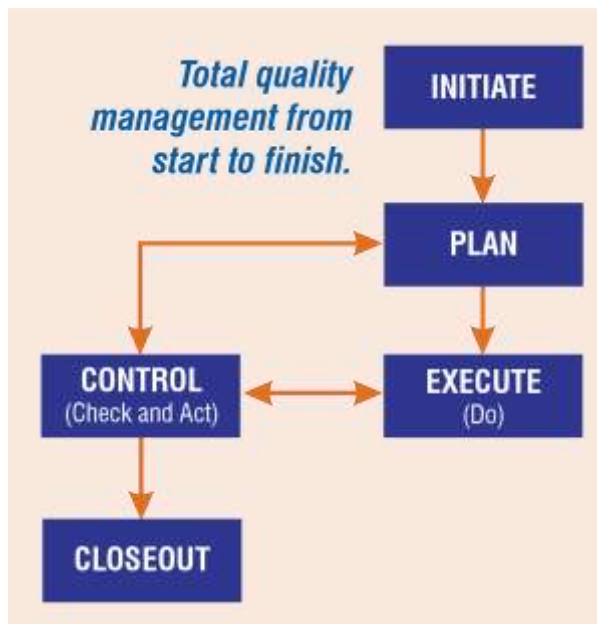 Total quality
management from
start to finish.
INITIATE
PLAN
CONTROL
(Check and Act)
EXECUTE
(Do)
CLOSEOUT